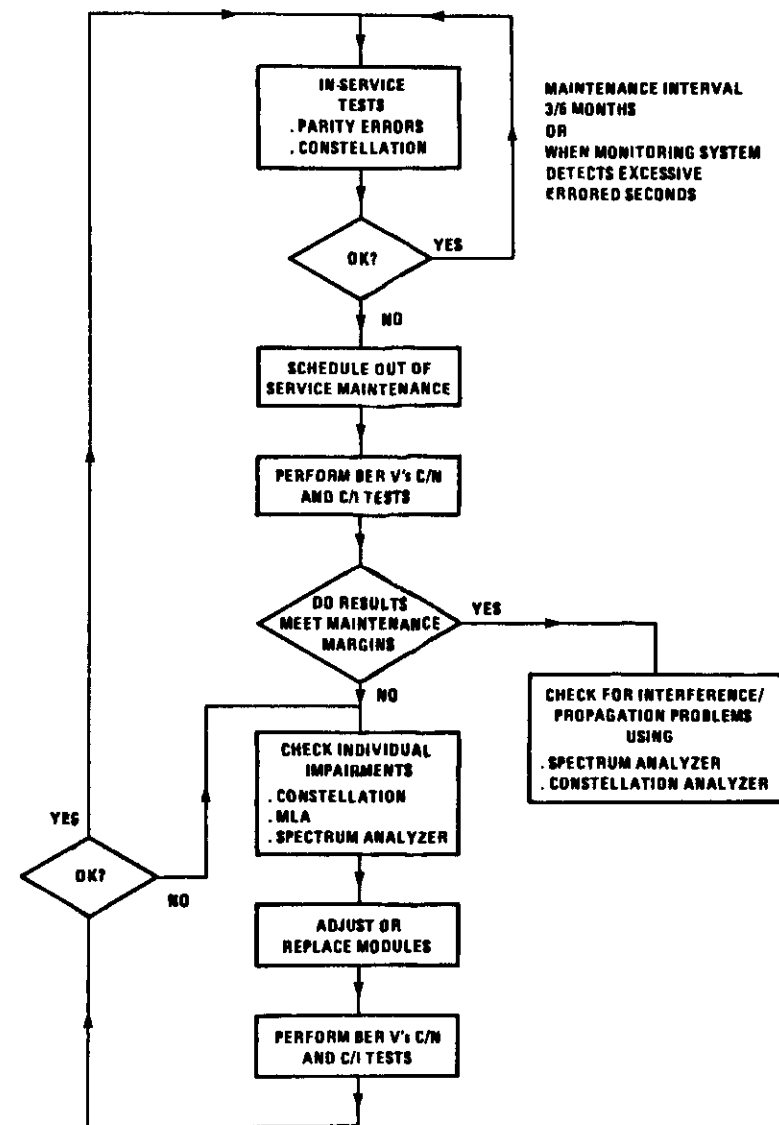 IN-SERVICE
TESTS
. PARITY ERRORS
. CONSTELLATION
MAINTENANCE INTERVAL
3/6 MONTHS
OR
WHEN MONITORING SYSTEM
DETECTS EXCESSIVE
ERRORED SECONDS
OK?
YES
NO
SCHEDULE OUT OF
SERVICE MAINTENANCE
PERFORM BER V's C/N
AND C/I TESTS
DO RESULTS
MEET MAINTENANCE
MARGINS
YES
NO
CHECK FOR INTERFERENCE/
PROPAGATION PROBLEMS
USING
. SPECTRUM ANALYZER
. CONSTELLATION ANALYZER
CHECK INDIVIDUAL
IMPAIRMENTS
. CONSTELLATION
. MLA
. SPECTRUM ANALYZER
YES
OK?
NO
ADJUST OR
REPLACE MODULES
PERFORM BER V's C/N
AND C/I TESTS